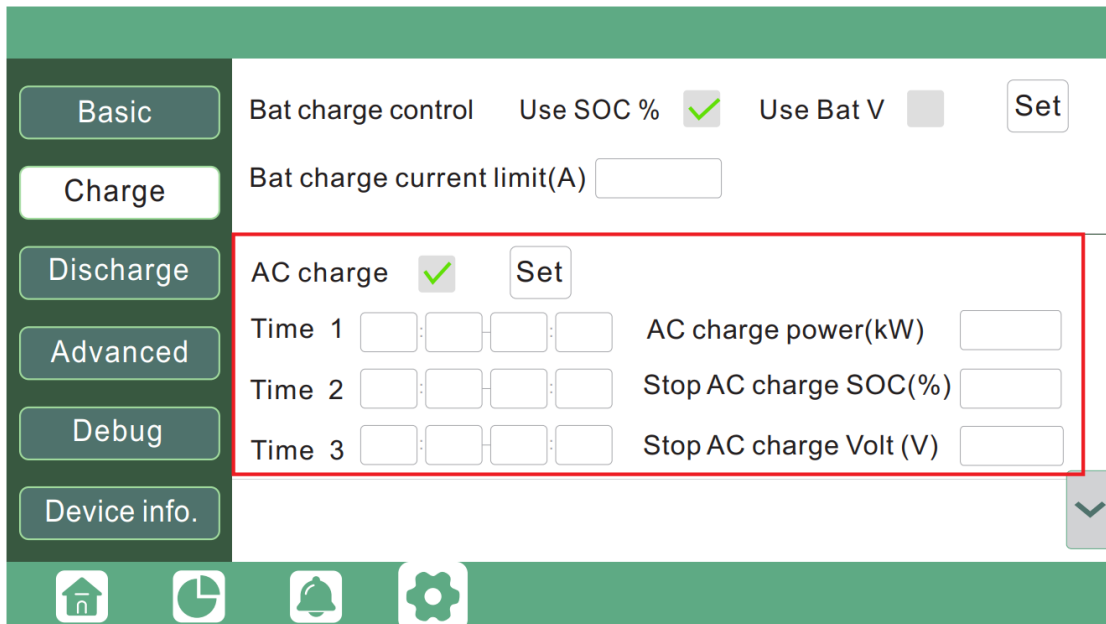 Basic
Charge
Discharge
Advanced
Debug
Device info.
Bat charge control Use SOC % Use Bat V Set
Bat charge current limit(A)
AC charge Set
Time 1 : - : AC charge power(kW)
Time 2 : - : Stop AC charge SOC(%)
Time 3 : - : Stop AC charge Volt (V)